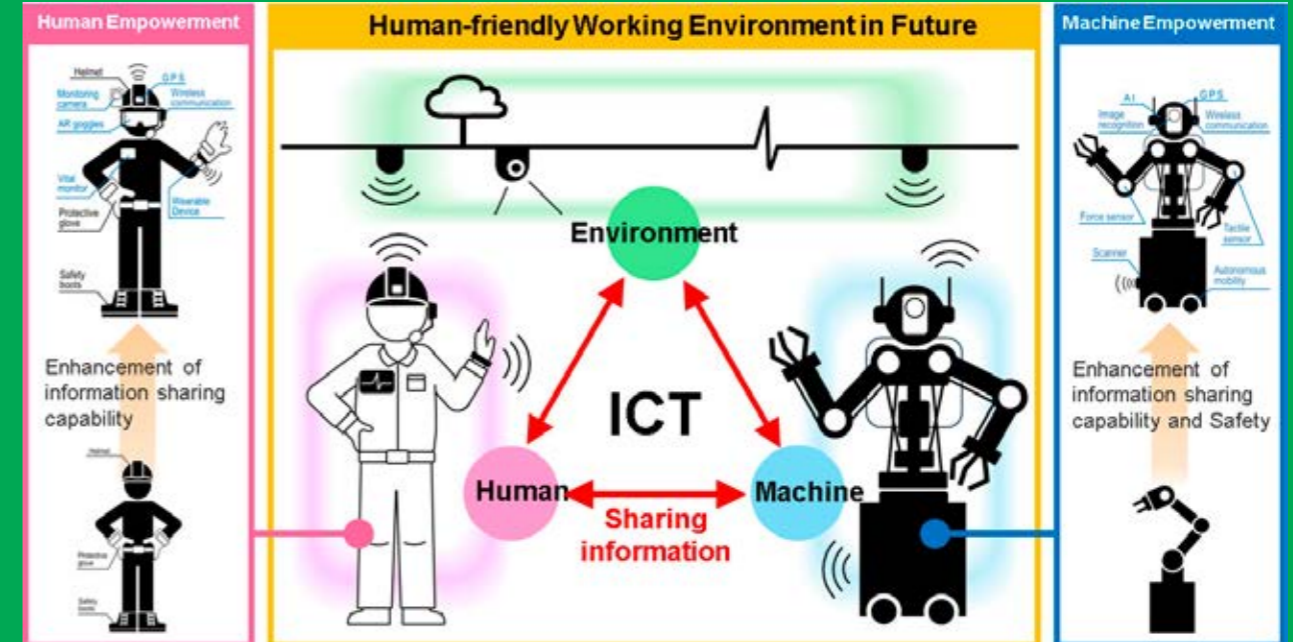 Human Empowerment
Helmet
GPS
Monitoring
camera
Wireless
communication
AR goggles
Vital
monitor
Wearable
Device
Protective
glove
Safety
boots
Enhancement of
information sharing
capability
Helmet
Protective
glove
Safety
boots
Human-friendly Working Environment in Future
Environment
ICT
Human
Machine
Sharing
information
Machine Empowerment
AI
GPS
Image
recognition
Wireless
communication
Force sensor
Tactile
sensor
Scanner
Autonomous
mobility
Enhancement of
information sharing
capability and Safety